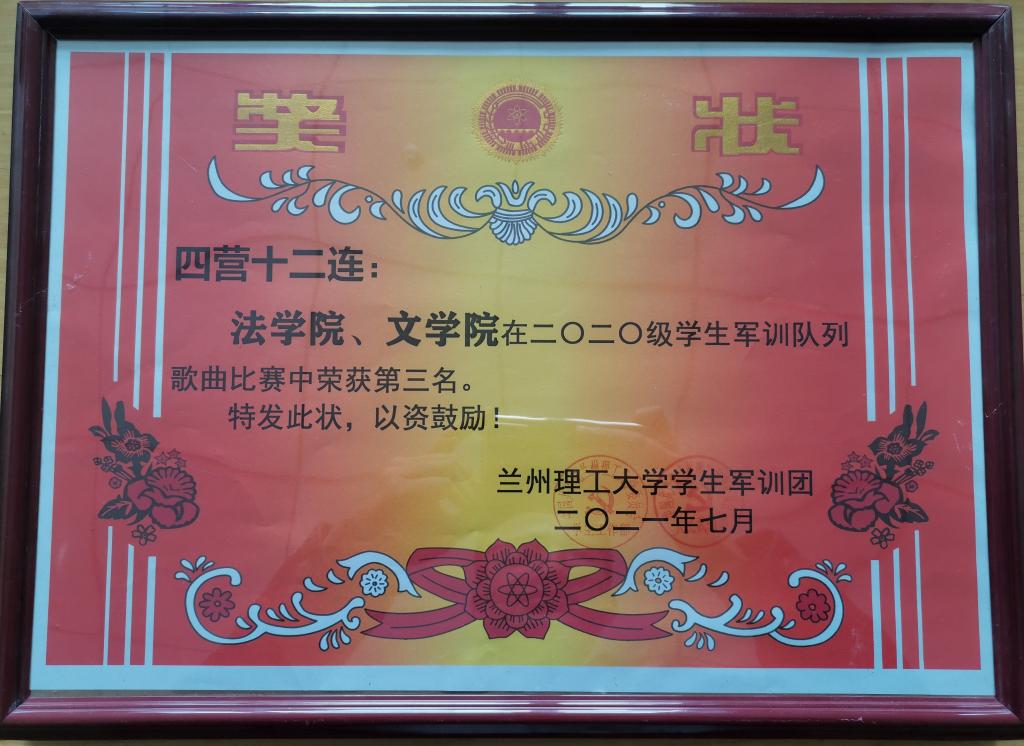 奖状
四营十二连：
法学院、文学院在二〇二〇级学生军训队列
歌曲比赛中荣获第三名。
特发此状，以资鼓励！
兰州理工大学学生军训团
二〇二一年七月